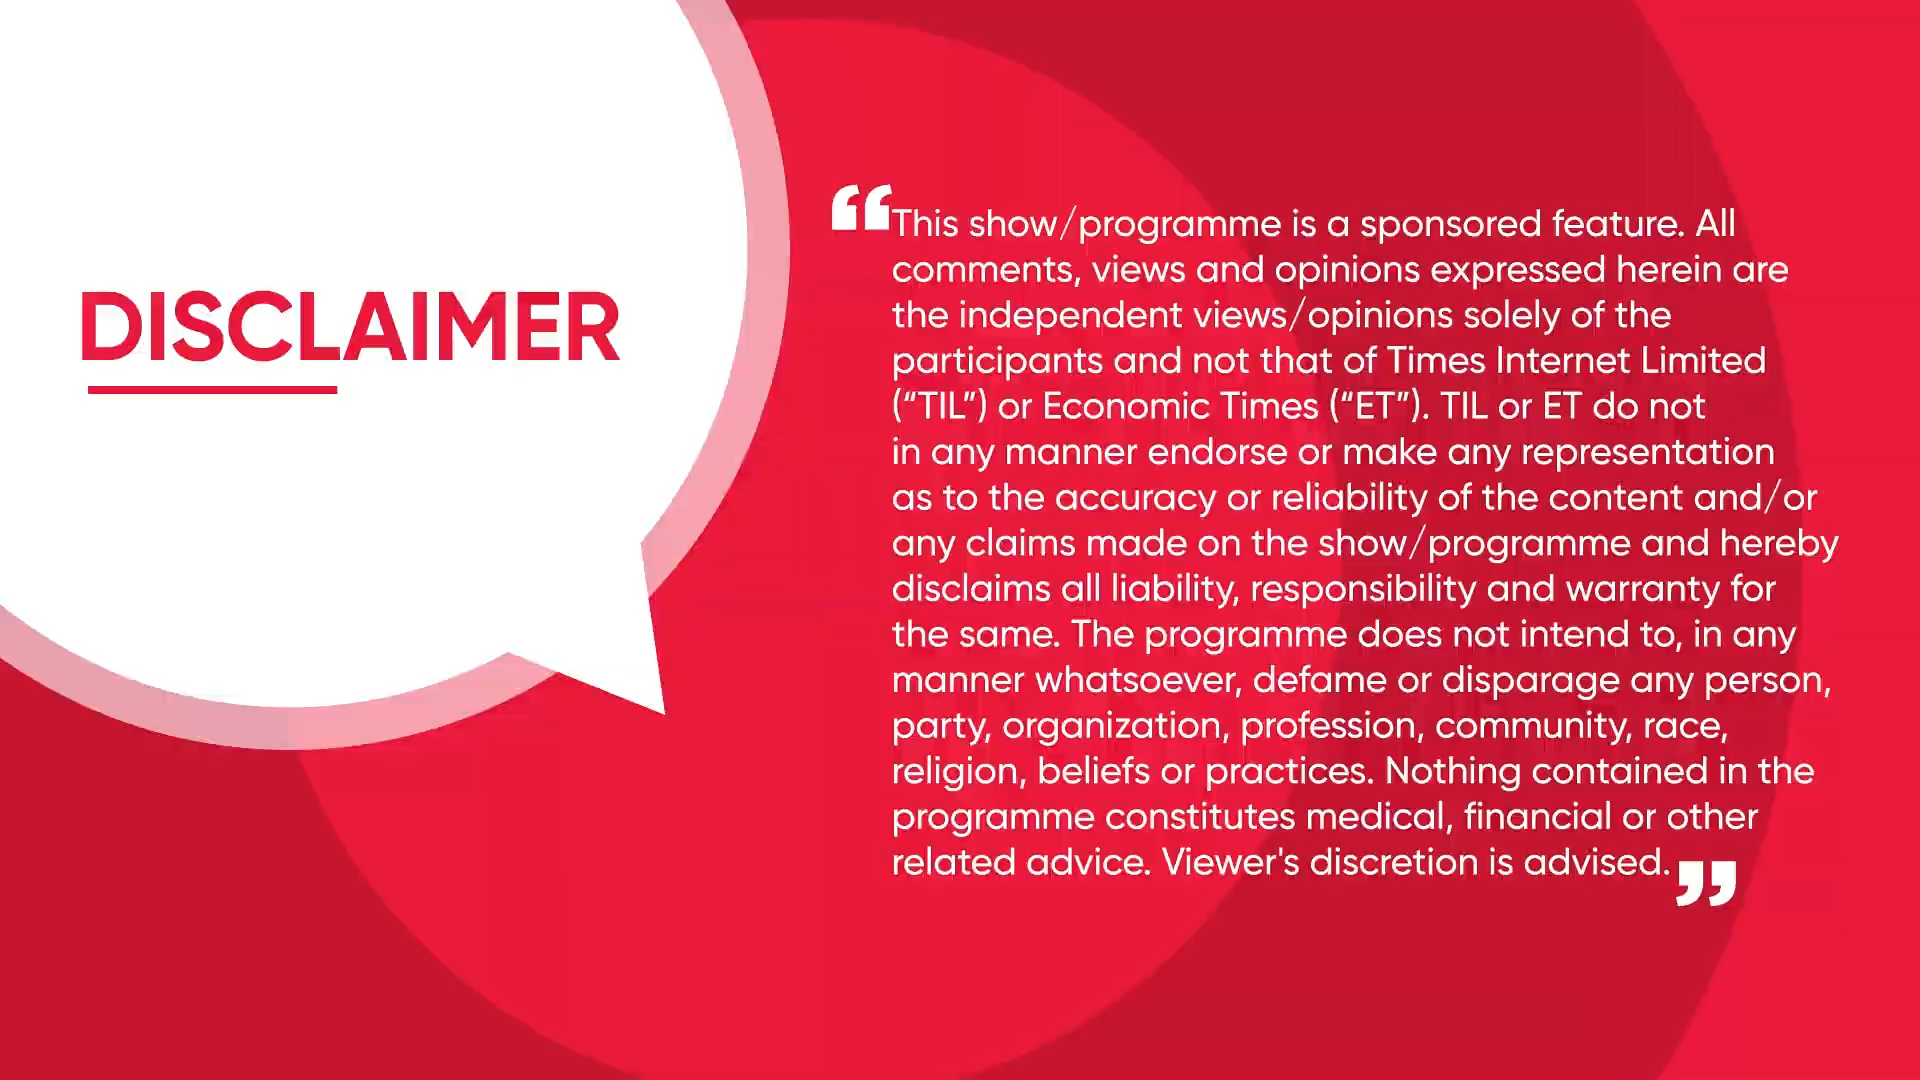 DISCLAIMER
“This show/programme is a sponsored feature. All
comments, views and opinions expressed herein are
the independent views/opinions solely of the
participants and not that of Times Internet Limited
(“TIL”) or Economic Times (“ET”). TIL or ET do not
in any manner endorse or make any representation
as to the accuracy or reliability of the content and/or
any claims made on the show/programme and hereby
disclaims all liability, responsibility and warranty for
the same. The programme does not intend to, in any
manner whatsoever, defame or disparage any person,
party, organization, profession, community, race,
religion, beliefs or practices. Nothing contained in the
programme constitutes medical, financial or other
related advice. Viewer's discretion is advised.”